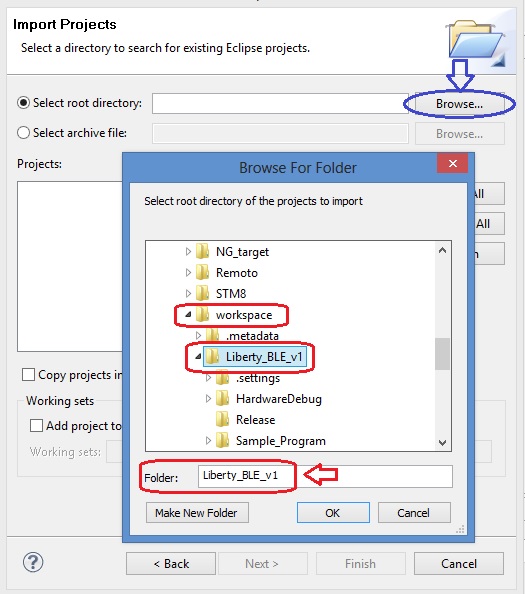 Import Projects
Select a directory to search for existing Eclipse projects.
Select root directory:
Browse...
Select archive file:
Browse...
Projects:
All
All
Browse For Folder
x
Select root directory of the projects to import
NG_target
Remoto
STM8
workspace
.metadata
Liberty_BLE_v1
.settings
HardwareDebug
Release
Sample_Program
Folder:
Liberty_BLE_v1
Make New Folder
OK
Cancel
Copy projects in
Working sets
Add project to
Working sets:
?
< Back
Next >
Finish
Cancel